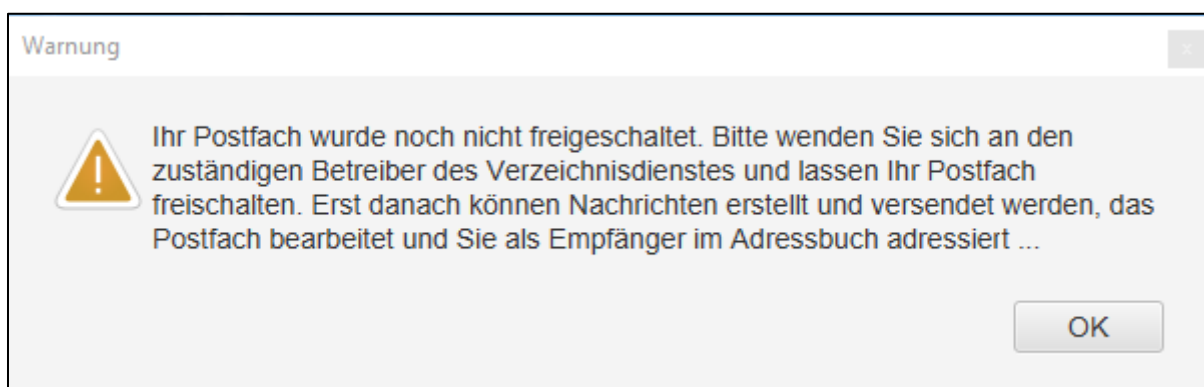 Warnung
x
Ihr Postfach wurde noch nicht freigeschaltet. Bitte wenden Sie sich an den
zuständigen Betreiber des Verzeichnisdienstes und lassen Ihr Postfach
freischalten. Erst danach können Nachrichten erstellt und versendet werden, das
Postfach bearbeitet und Sie als Empfänger im Adressbuch adressiert ...
OK